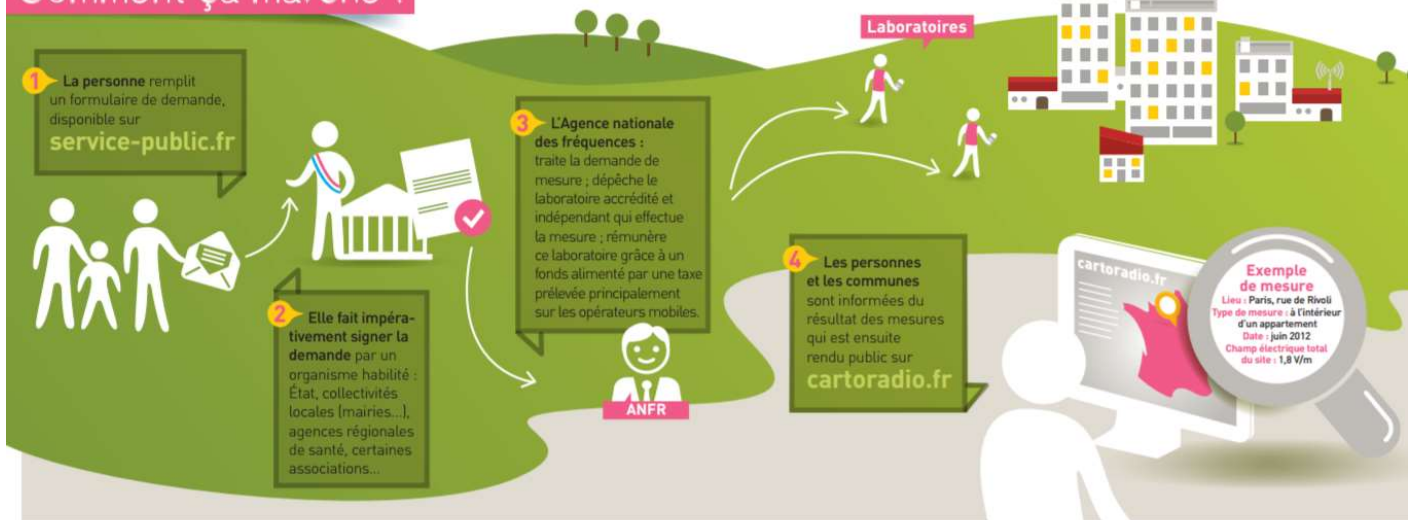 Comment ça marche ?
1 La personne remplit
un formulaire de demande,
disponible sur
service-public.fr
2 Elle fait impéra-
tivement signer la
demande par un
organisme habilité :
État, collectivités
locales (mairies...),
agences régionales
de santé, certaines
associations...
3 L'Agence nationale
des fréquences :
traite la demande de
mesure ; dépêche le
laboratoire accrédité et
indépendant qui effectue
la mesure ; rémunère
ce laboratoire grâce à un
fonds alimenté par une taxe
prélevée principalement
sur les opérateurs mobiles.
ANFR
Laboratoires
4 Les personnes
et les communes
sont informées du
résultat des mesures
qui est ensuite
rendu public sur
cartoradio.fr
cartoradio.fr
Exemple
de mesure
Lieu : Paris, rue de Rivoli
Type de mesure : à l'intérieur
d'un appartement
Date : juin 2012
Champ électrique total
du site : 1,8 V/m